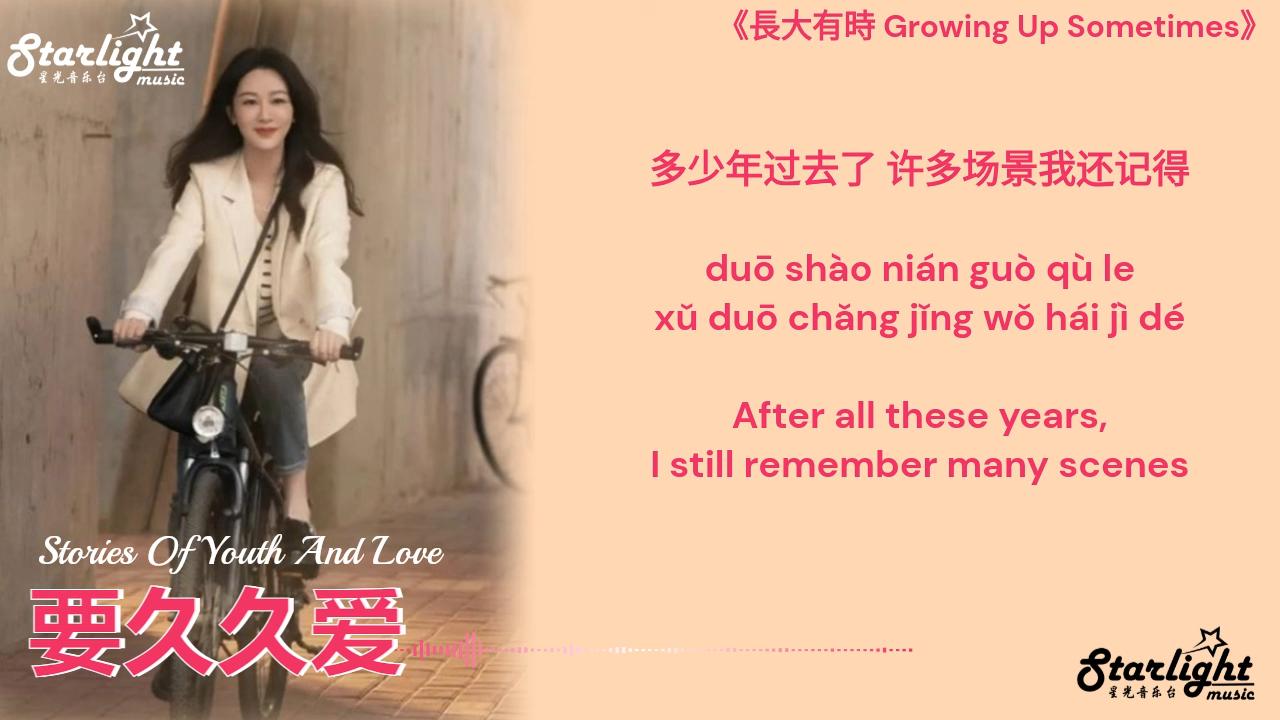 Starlight
星光音乐台 music
《長大有時 Growing Up Sometimes》
多少年过去了 许多场景我还记得
duō shào nián guò qù le
xǔ duō chǎng jǐng wǒ hái jì dé
After all these years,
I still remember many scenes
Stories Of Youth And Love
要久久爱
Starlight
星光音乐台 music